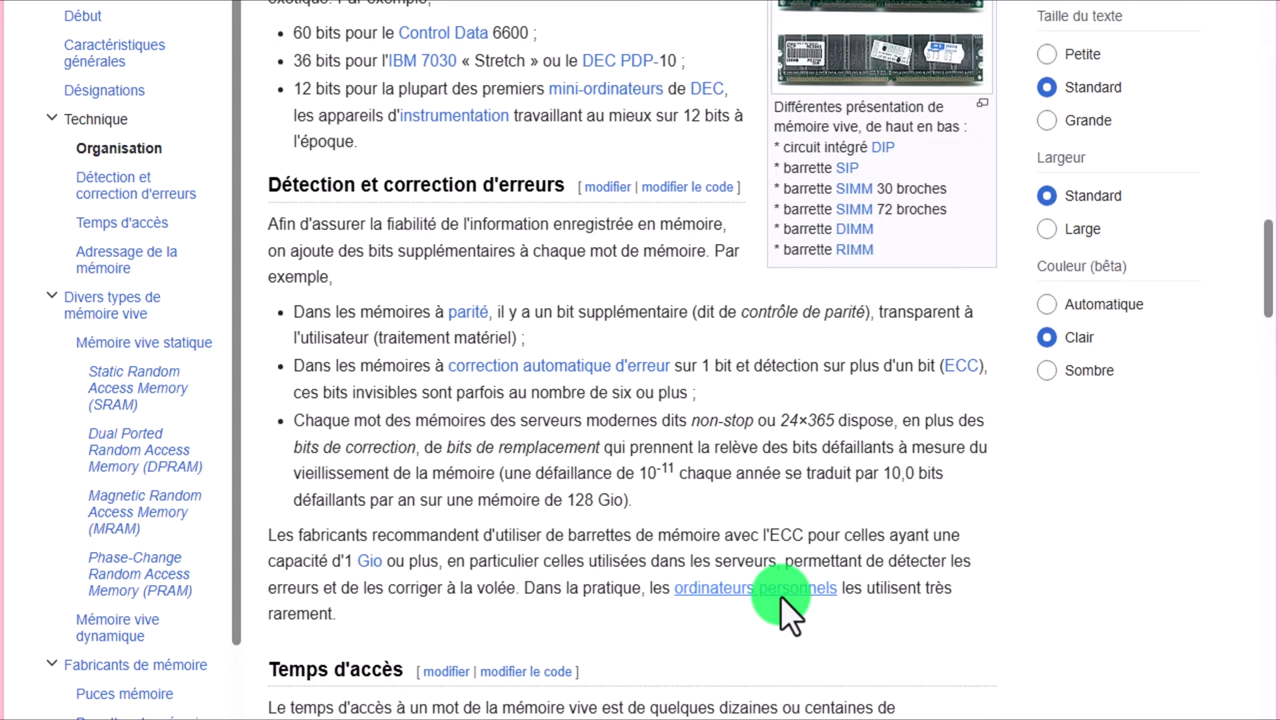 Début
Caractéristiques
générales
Désignations
Technique
Organisation
Détection et
correction d'erreurs
Temps d'accès
Adressage de la
mémoire
Divers types de
mémoire vive
Mémoire vive statique
Static Random
Access Memory
(SRAM)
Dual Ported
Random Access
Memory (DPRAM)
Magnetic Random
Access Memory
(MRAM)
Phase-Change
Random Access
Memory (PRAM)
Mémoire vive
dynamique
Fabricants de mémoire
Puces mémoire
• 60 bits pour le Control Data 6600 ;
• 36 bits pour l'IBM 7030 « Stretch » ou le DEC PDP-10 ;
• 12 bits pour la plupart des premiers mini-ordinateurs de DEC,
les appareils d'instrumentation travaillant au mieux sur 12 bits à
l'époque.
Détection et correction d'erreurs [ modifier | modifier le code ]
Afin d'assurer la fiabilité de l'information enregistrée en mémoire,
on ajoute des bits supplémentaires à chaque mot de mémoire. Par
exemple,
• Dans les mémoires à parité, il y a un bit supplémentaire (dit de contrôle de parité), transparent à
l'utilisateur (traitement matériel) ;
• Dans les mémoires à correction automatique d'erreur sur 1 bit et détection sur plus d'un bit (ECC),
ces bits invisibles sont parfois au nombre de six ou plus ;
• Chaque mot des mémoires des serveurs modernes dits non-stop ou 24×365 dispose, en plus des
bits de correction, de bits de remplacement qui prennent la relève des bits défaillants à mesure du
vieillissement de la mémoire (une défaillance de 10-11 chaque année se traduit par 10,0 bits
défaillants par an sur une mémoire de 128 Gio).
Les fabricants recommandent d'utiliser de barrettes de mémoire avec l'ECC pour celles ayant une
capacité d'1 Gio ou plus, en particulier celles utilisées dans les serveurs, permettant de détecter les
erreurs et de les corriger à la volée. Dans la pratique, les ordinateurs personnels les utilisent très
rarement.
Temps d'accès [ modifier | modifier le code ]
Le temps d'accès à un mot de la mémoire vive est de quelques dizaines ou centaines de
Différentes présentation de
mémoire vive, de haut en bas :
* circuit intégré DIP
* barrette SIP
* barrette SIMM 30 broches
* barrette SIMM 72 broches
* barrette DIMM
* barrette RIMM
Taille du texte
Petite
Standard
Grande
Largeur
Standard
Large
Couleur (bêta)
Automatique
Clair
Sombre